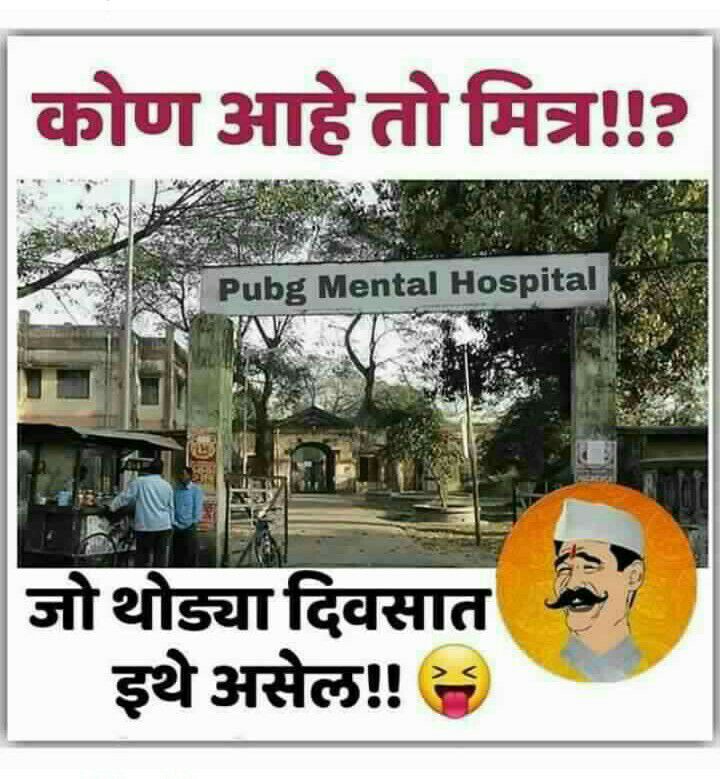 कोण आहे तो मित्र!!?
Pubg Mental Hospital
जो थोड्या दिवसात
इथे असेल!!